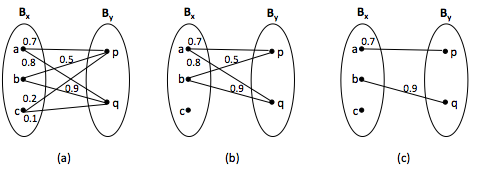 Bx By Bx By Bx By
a 0.7 p a 0.7 p a 0.7 p
0.8 0.5 0.8 0.5
b 0.9 b 0.9 b 0.9
0.2 q q q
c c c
0.1
(a) (b) (c)